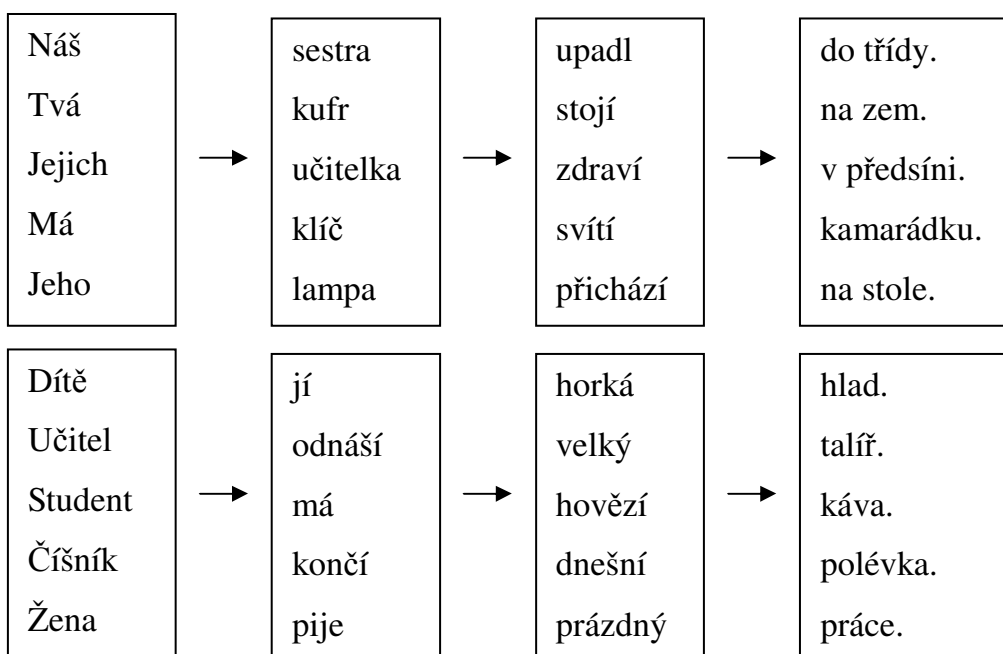 Náš
Tvá
Jejich
Má
Jeho
sestra
kufr
učitelka
klíč
lampa
upadl
stojí
zdraví
svítí
přichází
do třídy.
na zem.
v předsíni.
kamarádku.
na stole.
Dítě
Učitel
Student
Číšník
Žena
jí
odnáší
má
končí
pije
horká
velký
hovězí
dnešní
prázdný
hlad.
talíř.
káva.
polévka.
práce.